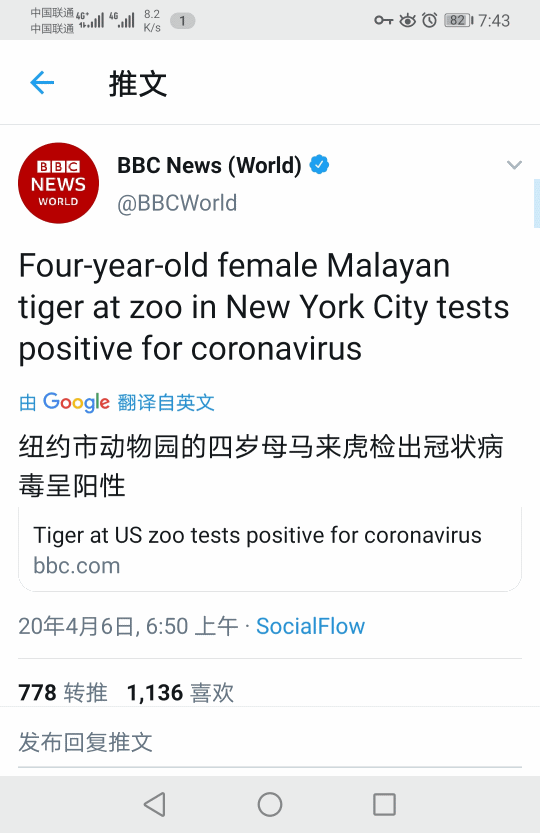 中国联通 4G+ 4G 8.2 K/s 1 82 7:43
中国联通
推文
BBC NEWS WORLD
BBC News (World)
@BBCWorld
Four-year-old female Malayan
tiger at zoo in New York City tests
positive for coronavirus
由 Google 翻译自英文
纽约市动物园的四岁母马来虎检出冠状病
毒呈阳性
Tiger at US zoo tests positive for coronavirus
bbc.com
20年4月6日, 6:50 上午 · SocialFlow
778 转推 1,136 喜欢
发布回复推文